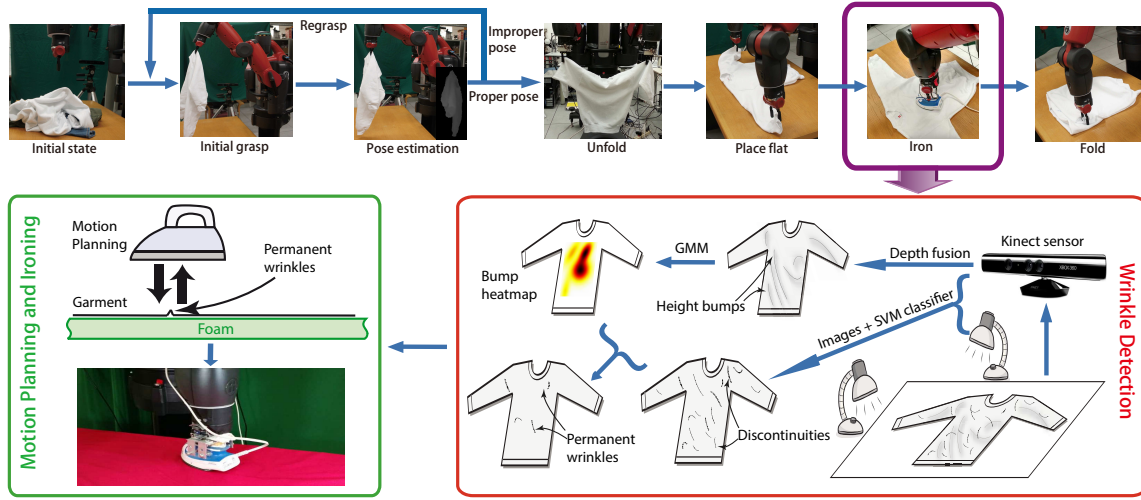 Regrasp
Improper
pose
Proper pose
Initial state
Initial grasp
Pose estimation
Unfold
Place flat
Iron
Fold
Motion Planning and Ironing
Motion
Planning
Permanent
wrinkles
Garment
Foam
Wrinkle Detection
Bump
heatmap
GMM
Height bumps
Depth fusion
Kinect sensor
XBOX 360
Images + SVM classifier
Permanent
wrinkles
Discontinuities